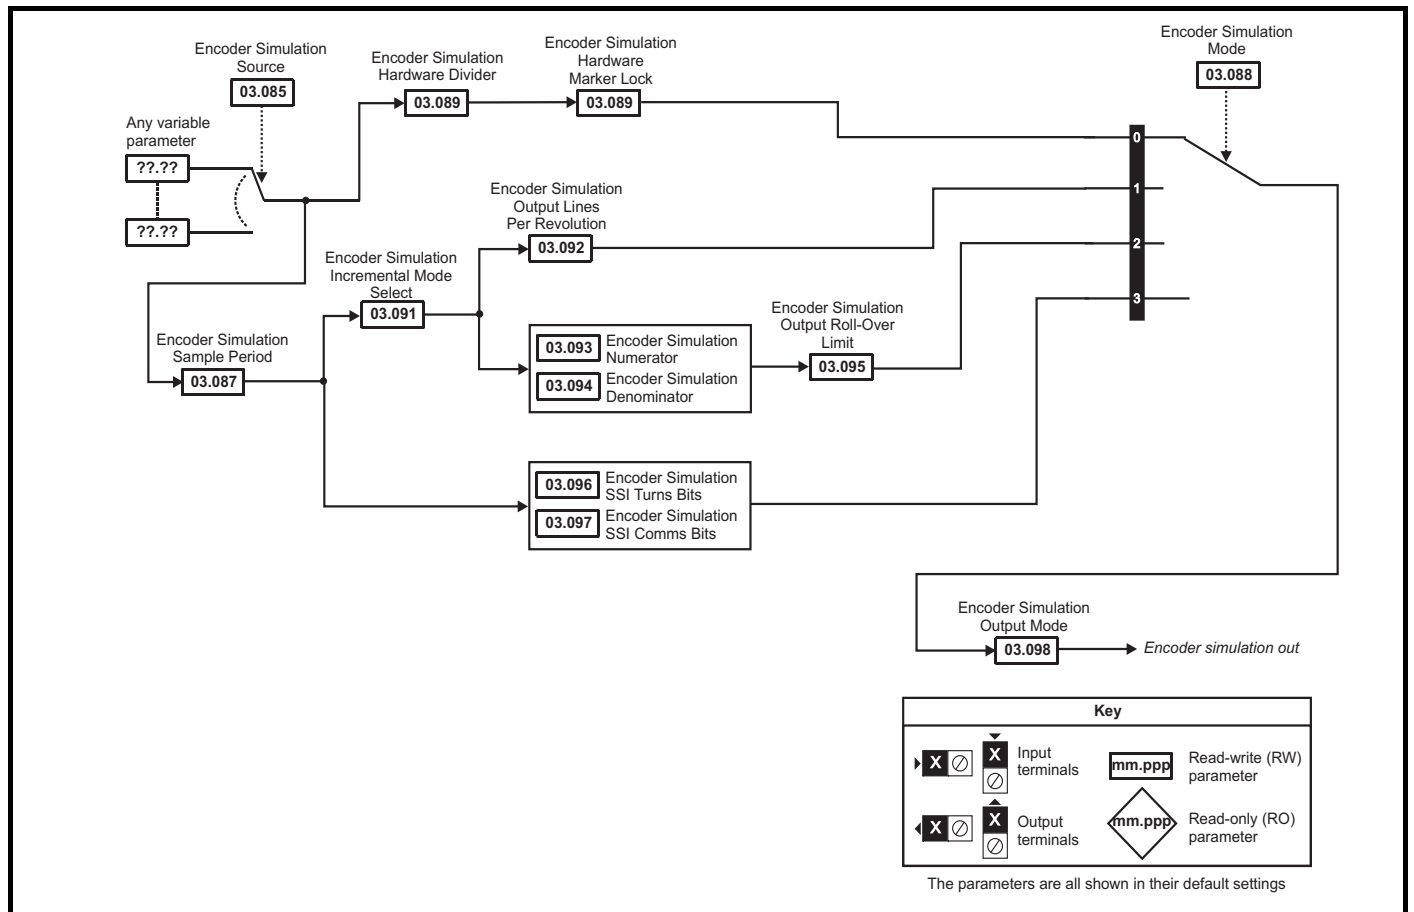 Encoder Simulation
Source
03.085
Encoder Simulation
Hardware Divider
03.089
Encoder Simulation
Hardware
Marker Lock
03.089
Encoder Simulation
Mode
03.088
Any variable
parameter
??.??
??.??
0
1
2
3
Encoder Simulation
Output Lines
Per Revolution
03.092
Encoder Simulation
Incremental Mode
Select
03.091
Encoder Simulation
Sample Period
03.087
03.093 Encoder Simulation
Numerator
03.094 Encoder Simulation
Denominator
Encoder Simulation
Output Roll-Over
Limit
03.095
03.096 Encoder Simulation
SSI Turns Bits
03.097 Encoder Simulation
SSI Comms Bits
Encoder Simulation
Output Mode
03.098
Encoder simulation out
Key
X X Input
terminals
mm.ppp Read-write (RW)
parameter
X X Output
terminals
mm.ppp Read-only (RO)
parameter
The parameters are all shown in their default settings